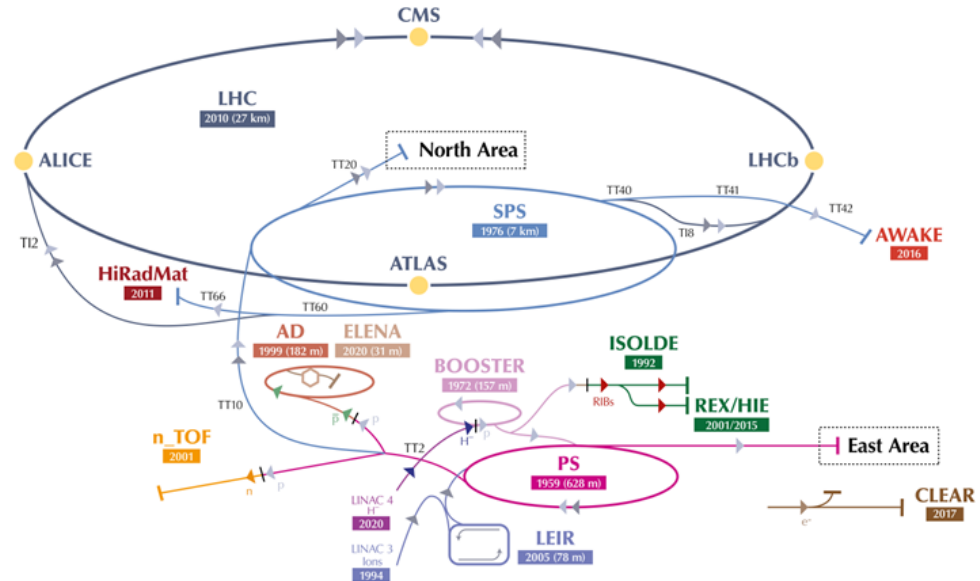 CMS
LHC
2010 (27 km)
ALICE
North Area
LHCb
TT20
TT40
TT41
SPS
1976 (7 km)
TI8
TT42
AWAKE
2016
TI2
HiRadMat
2011
ATLAS
TT66
TT60
AD
1999 (182 m)
ELENA
2020 (31 m)
ISOLDE
1992
BOOSTER
1972 (157 m)
RIBs
REX/HIE
2001/2015
TT10
p̅
p
H⁻
p
TT2
n_TOF
2001
East Area
n
p
PS
1959 (628 m)
LINAC 4
H⁻
2020
CLEAR
2017
e⁻
LINAC 3
Ions
1994
LEIR
2005 (78 m)